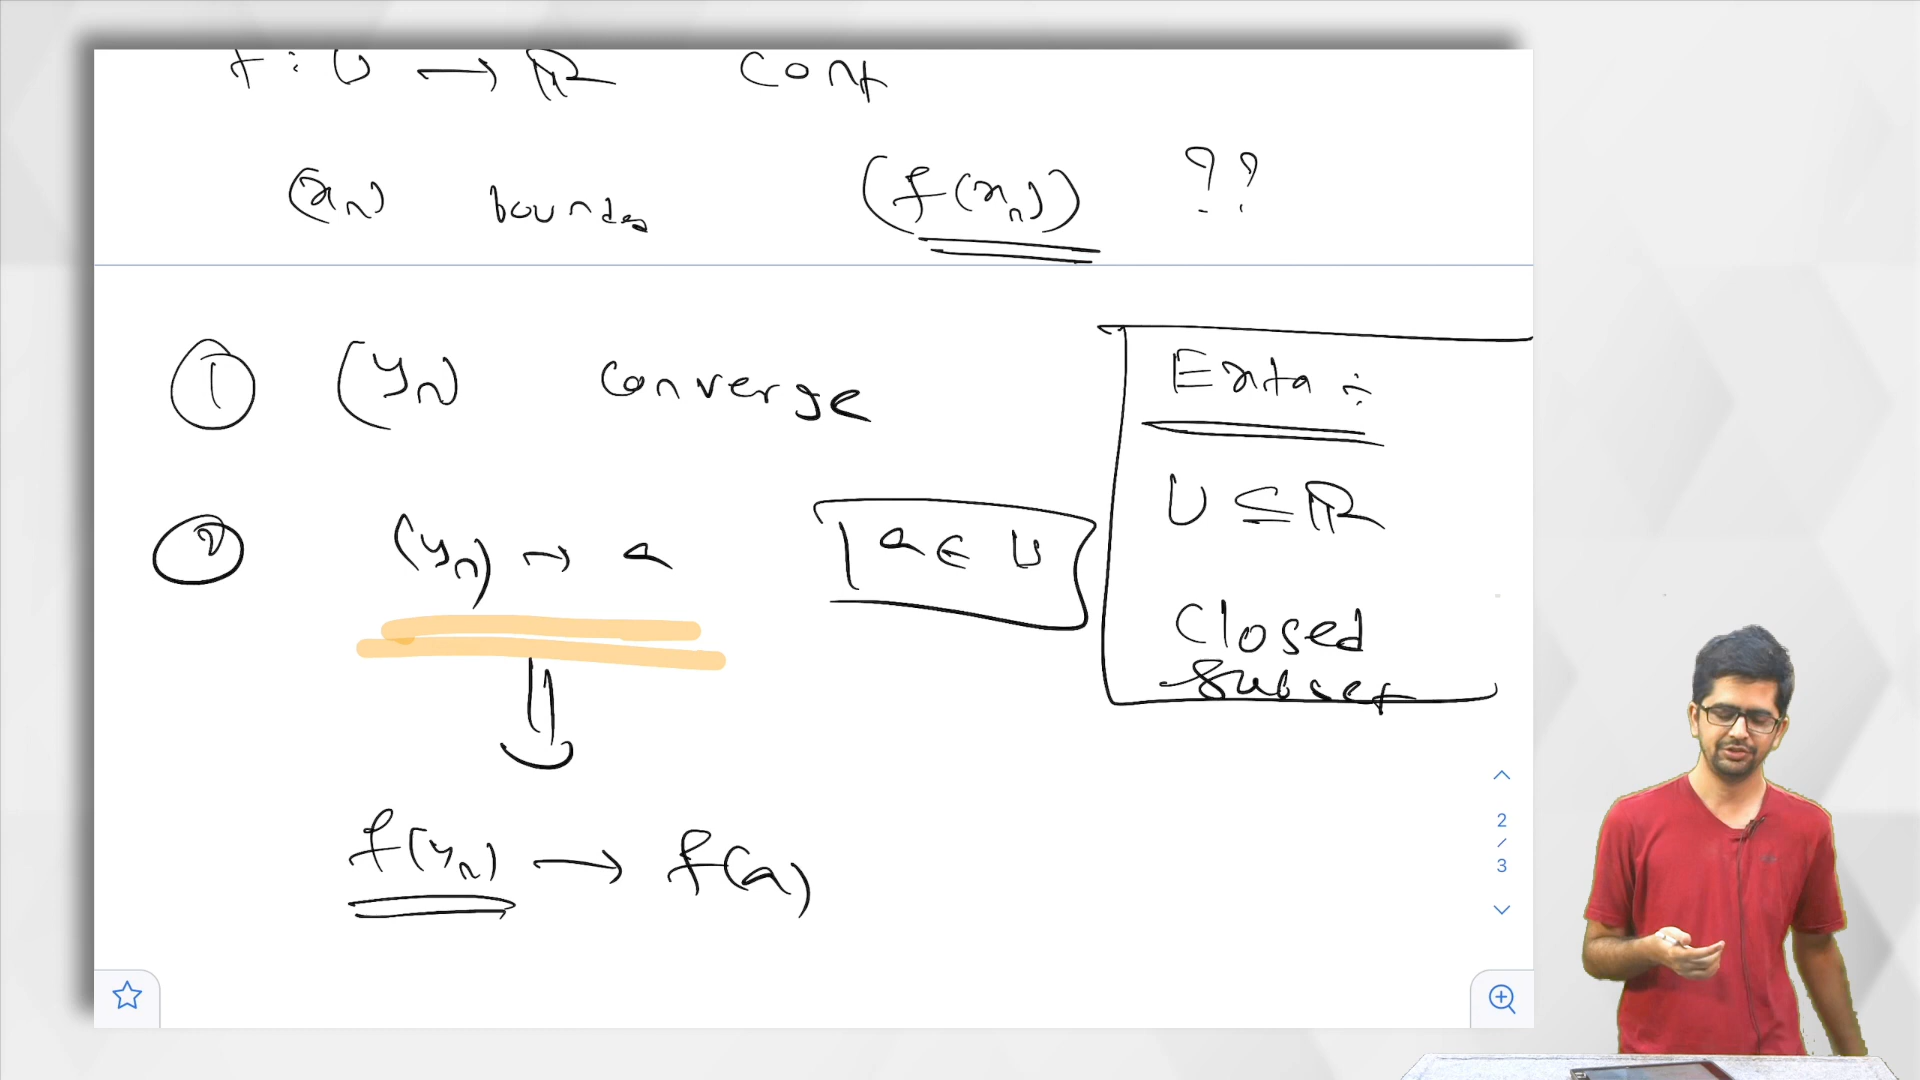 f : U → ℝ cont
(xₙ) bounded (f(xₙ)) ??
① (yₙ) converge
② (yₙ) → a a ∈ U
⇓
f(yₙ) → f(a)
Extra :
U ⊆ ℝ
Closed
subset
2
/
3